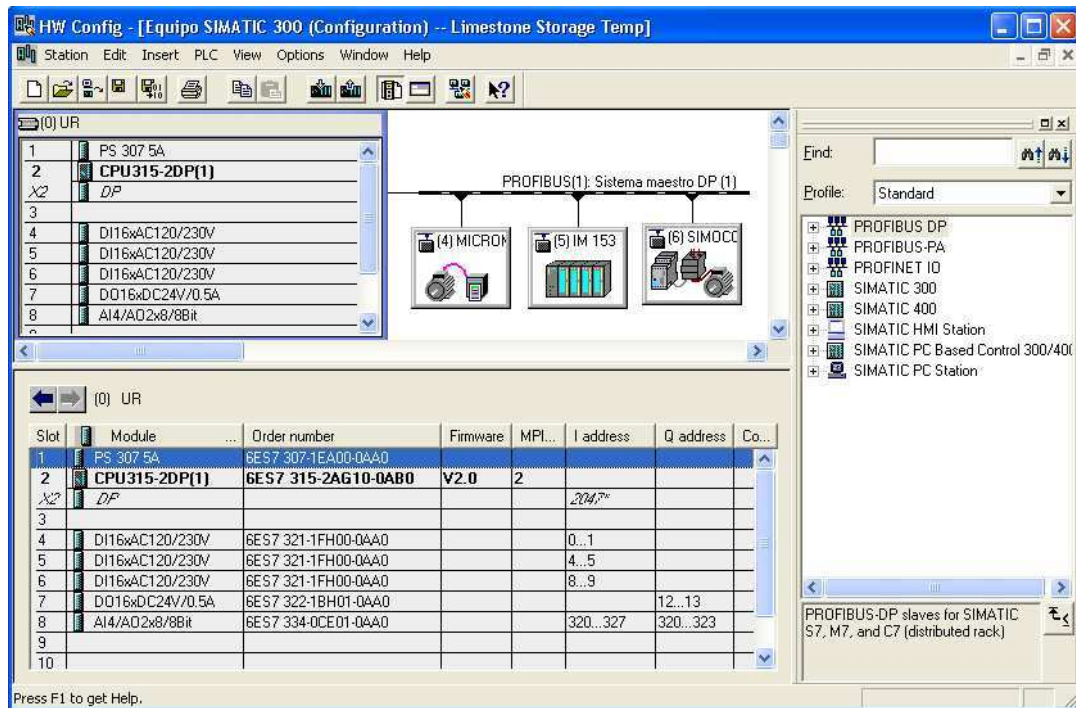 HW Config - [Equipo SIMATIC 300 (Configuration) -- Limestone Storage Temp]
Station Edit Insert PLC View Options Window Help
(0) UR
1 PS 307 5A
2 CPU315-2DP(1)
X2 DP
3
4 DI16xAC120/230V
5 DI16xAC120/230V
6 DI16xAC120/230V
7 DO16xDC24V/0.5A
8 AI4/AO2x8/8Bit
PROFIBUS(1): Sistema maestro DP (1)
(4) MICRON
(5) IM 153
(6) SIMOCO
Find:
Profile: Standard
PROFIBUS DP
PROFIBUS-PA
PROFINET IO
SIMATIC 300
SIMATIC 400
SIMATIC HMI Station
SIMATIC PC Based Control 300/400
SIMATIC PC Station
(0) UR
Slot Module ... Order number Firmware MPI... I address Q address Co...
1 PS 307 5A 6ES7 307-1EA00-0AA0
2 CPU315-2DP(1) 6ES7 315-2AG10-0AB0 V2.0 2
X2 DP 2047*
3
4 DI16xAC120/230V 6ES7 321-1FH00-0AA0 0...1
5 DI16xAC120/230V 6ES7 321-1FH00-0AA0 4...5
6 DI16xAC120/230V 6ES7 321-1FH00-0AA0 8...9
7 DO16xDC24V/0.5A 6ES7 322-1BH01-0AA0 12...13
8 AI4/AO2x8/8Bit 6ES7 334-0CE01-0AA0 320...327 320...323
9
10
PROFIBUS-DP slaves for SIMATIC
S7, M7, and C7 (distributed rack)
Press F1 to get Help.